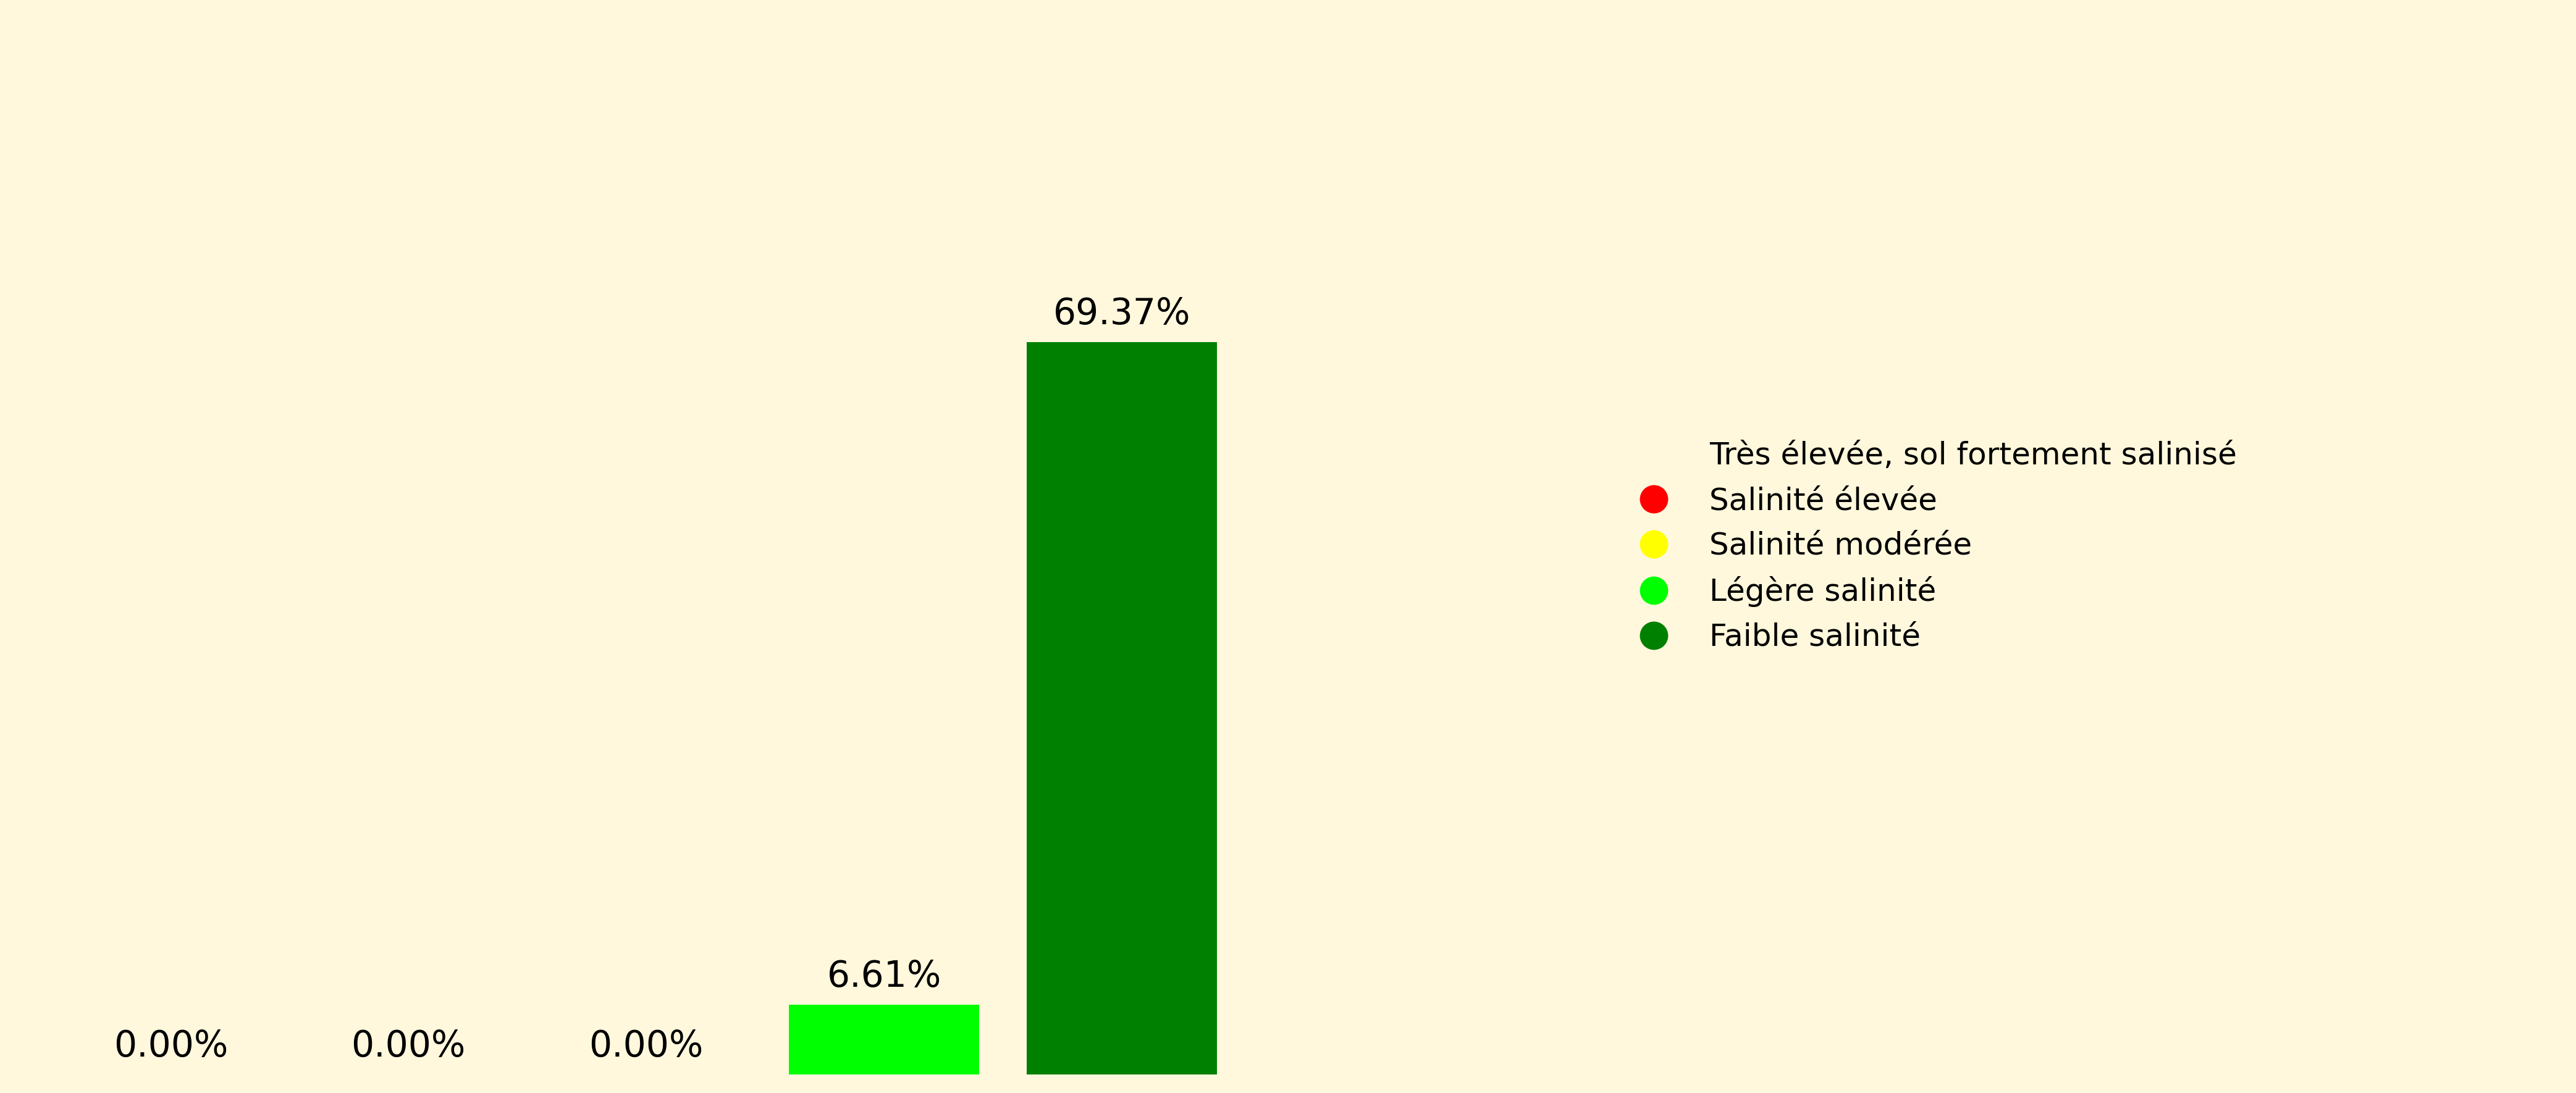 69.37%
6.61%
0.00%
0.00%
0.00%
Très élevée, sol fortement salinisé
Salinité élevée
Salinité modérée
Légère salinité
Faible salinité